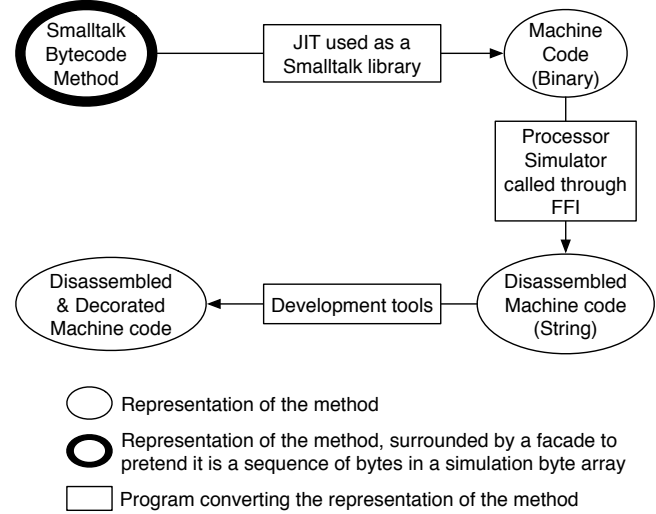 Smalltalk
Bytecode
Method
JIT used as a
Smalltalk library
Machine
Code
(Binary)
Processor
Simulator
called through
FFI
Disassembled
& Decorated
Machine code
Development tools
Disassembled
Machine code
(String)
Representation of the method
Representation of the method, surrounded by a facade to
pretend it is a sequence of bytes in a simulation byte array
Program converting the representation of the method